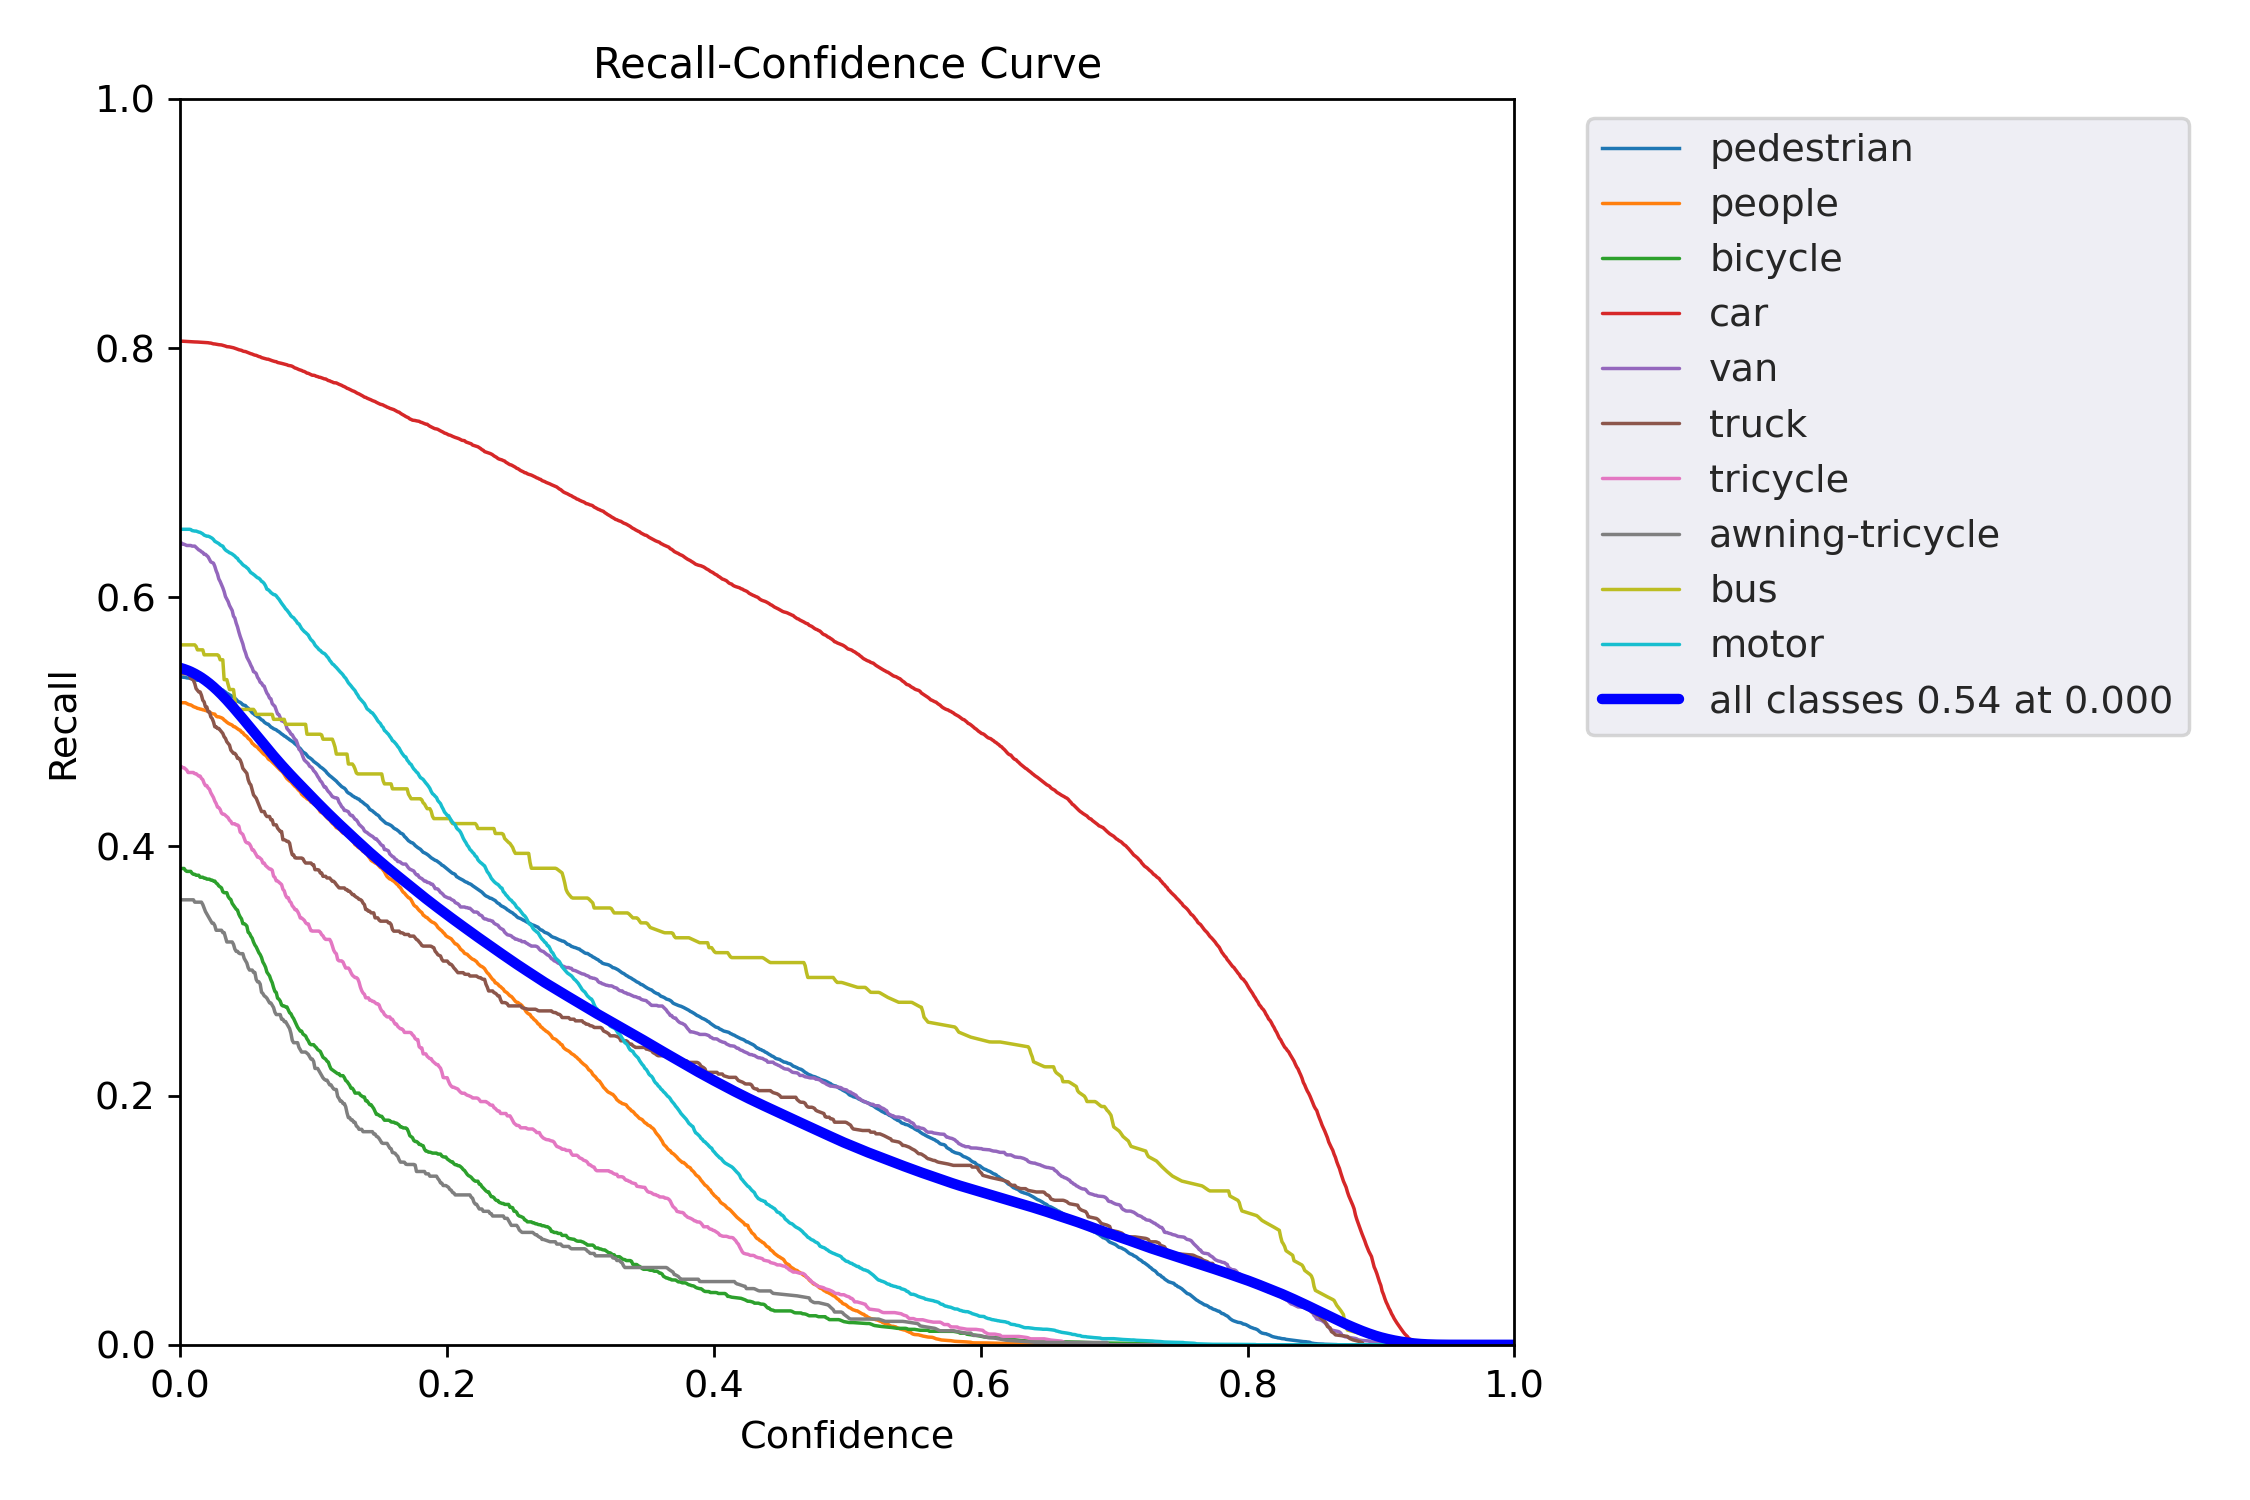 Recall-Confidence Curve
1.0
0.8
0.6
0.4
0.2
0.0
Recall
0.0 0.2 0.4 0.6 0.8 1.0
Confidence
pedestrian
people
bicycle
car
van
truck
tricycle
awning-tricycle
bus
motor
all classes 0.54 at 0.000